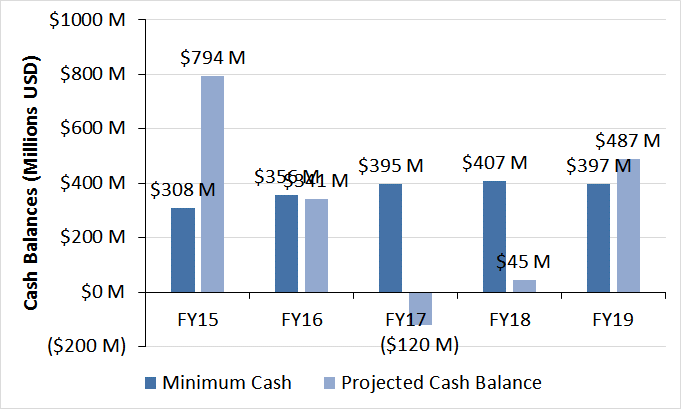 Cash Balances (Millions USD)
$1000 M
$800 M
$600 M
$400 M
$200 M
$0 M
($200 M)
$308 M
$794 M
$356 M
$341 M
$395 M
($120 M)
$407 M
$45 M
$397 M
$487 M
FY15 FY16 FY17 FY18 FY19
Minimum Cash Projected Cash Balance